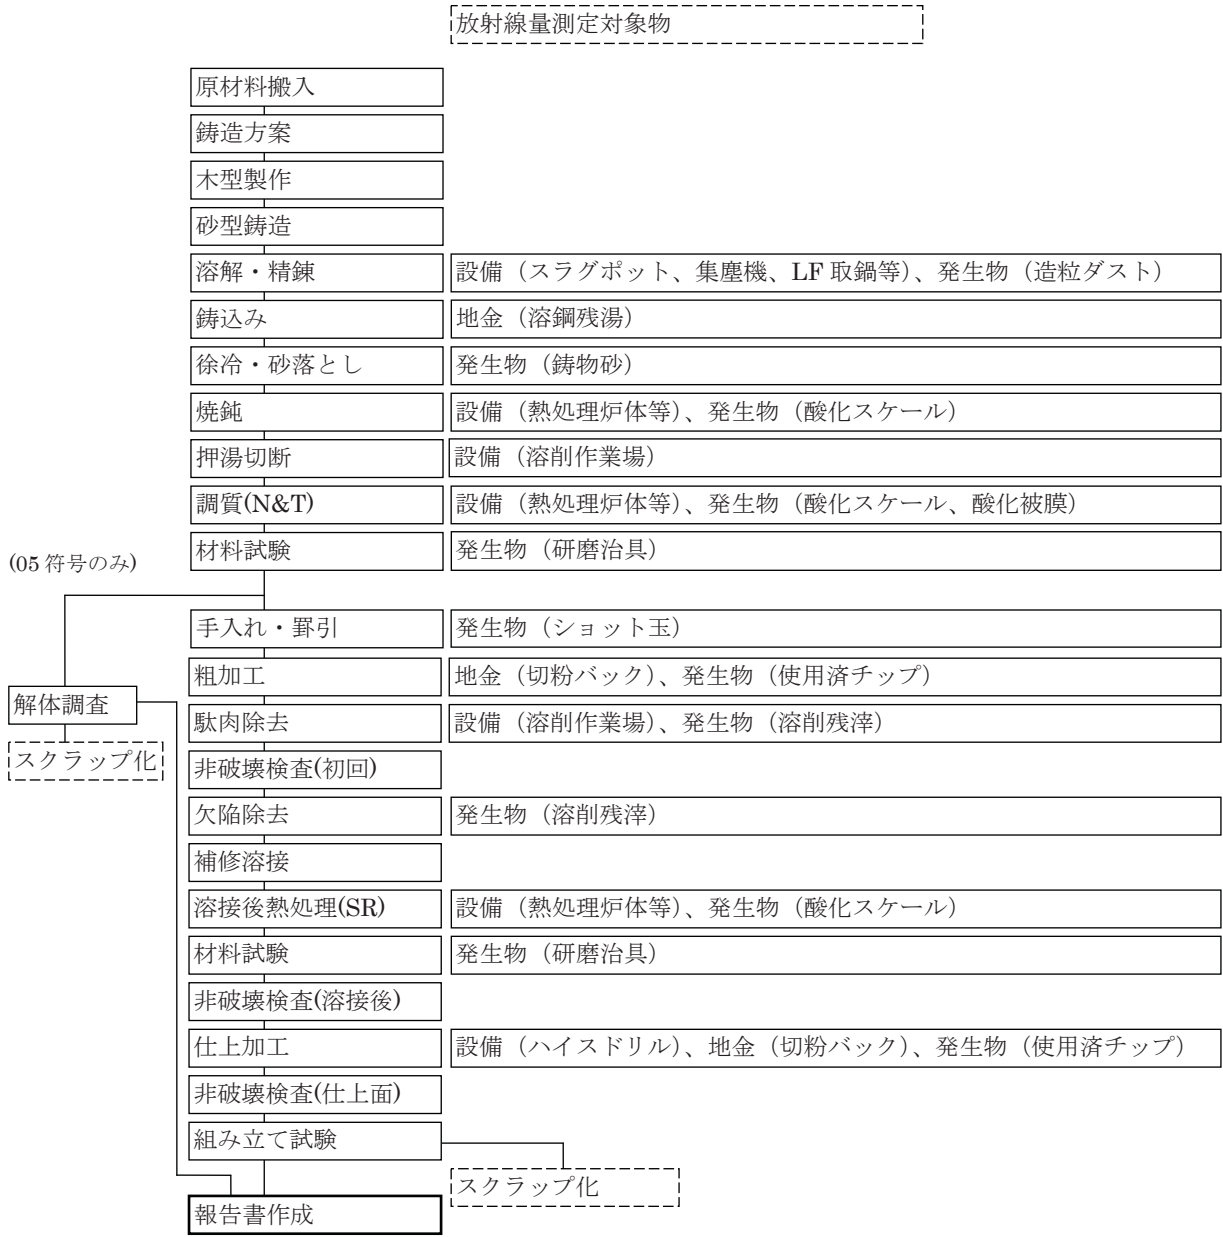 放射線量測定対象物
原材料搬入
鋳造方案
木型製作
砂型鋳造
溶解・精錬 設備（スラグポット、集塵機、LF 取鍋等）、発生物（造粒ダスト）
鋳込み 地金（溶鋼残湯）
徐冷・砂落とし 発生物（鋳物砂）
焼鈍 設備（熱処理炉体等）、発生物（酸化スケール）
押湯切断 設備（溶削作業場）
調質(N&T) 設備（熱処理炉体等）、発生物（酸化スケール、酸化被膜）
材料試験 発生物（研磨治具）
(05 符号のみ)
手入れ・罫引 発生物（ショット玉）
粗加工 地金（切粉バック）、発生物（使用済チップ）
解体調査
駄肉除去 設備（溶削作業場）、発生物（溶削残滓）
スクラップ化
非破壊検査(初回)
欠陥除去 発生物（溶削残滓）
補修溶接
溶接後熱処理(SR) 設備（熱処理炉体等）、発生物（酸化スケール）
材料試験 発生物（研磨治具）
非破壊検査(溶接後)
仕上加工 設備（ハイスドリル）、地金（切粉バック）、発生物（使用済チップ）
非破壊検査(仕上面)
組み立て試験
スクラップ化
報告書作成